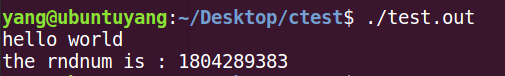 yang@ubuntuyang:~/Desktop/ctest$ ./test.out
hello world
the rndnum is : 1804289383